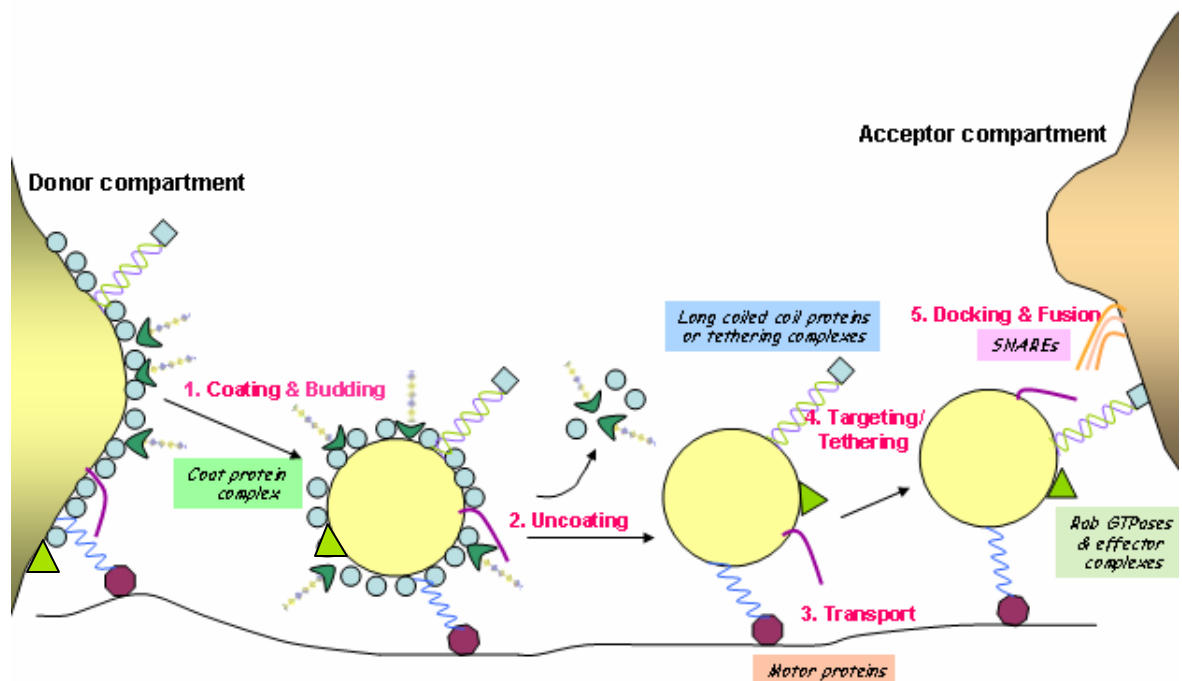 Acceptor compartment
Donor compartment
1. Coating & Budding
Coat protein
complex
2. Uncoating
Long coiled coil proteins
or tethering complexes
3. Transport
Motor proteins
4. Targeting/
Tethering
5. Docking & Fusion
SNAREs
Rab GTPases
& effector
complexes